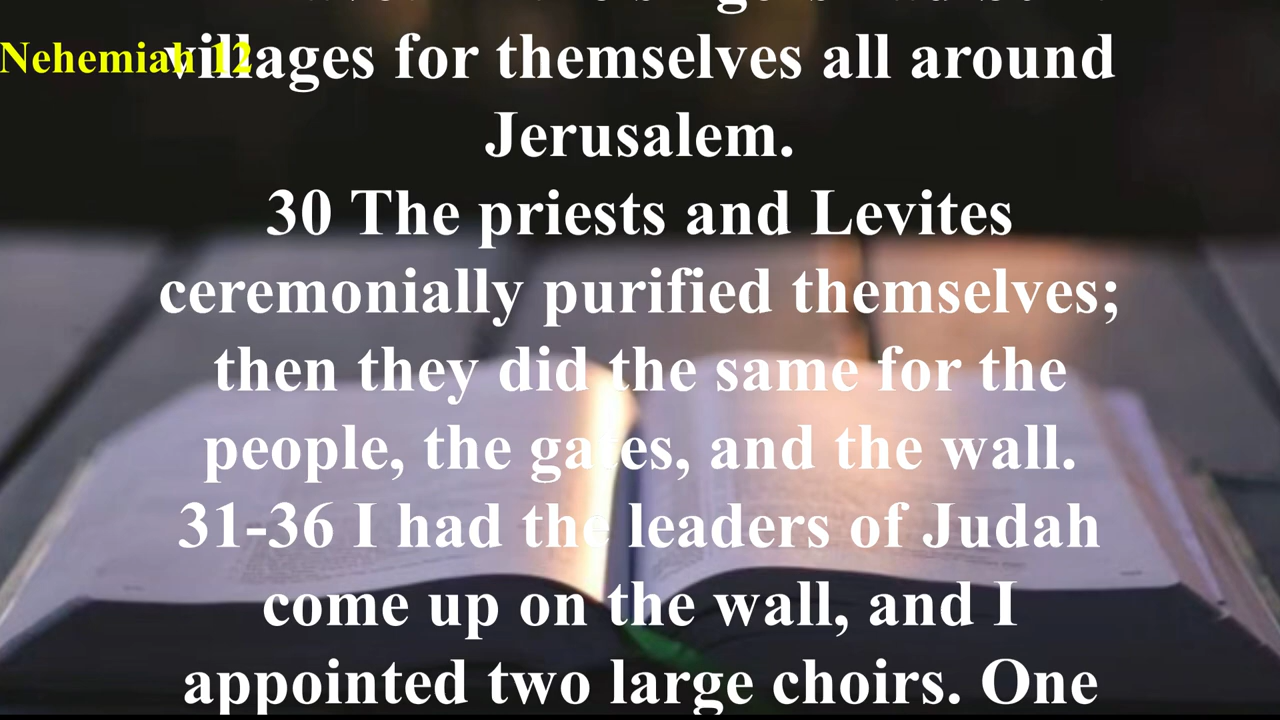 Nehemiah 12
villages for themselves all around
Jerusalem.
30 The priests and Levites
ceremonially purified themselves;
then they did the same for the
people, the gates, and the wall.
31-36 I had the leaders of Judah
come up on the wall, and I
appointed two large choirs. One